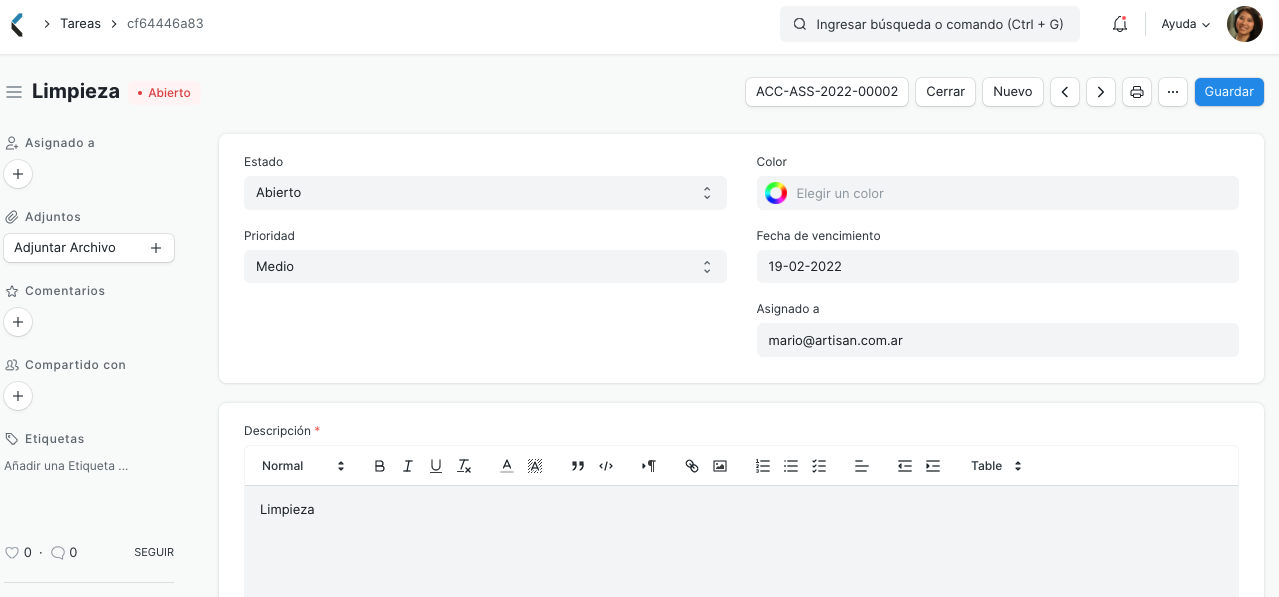 Tareas cf64446a83
Ingresar búsqueda o comando (Ctrl + G)
Ayuda
Limpieza
Abierto
ACC-ASS-2022-00002
Cerrar
Nuevo
Guardar
Asignado a
Adjuntos
Adjuntar Archivo
Comentarios
Compartido con
Etiquetas
Añadir una Etiqueta ...
0 · 0 SEGUIR
Estado
Abierto
Prioridad
Medio
Color
Elegir un color
Fecha de vencimiento
19-02-2022
Asignado a
mario@artisan.com.ar
Descripción *
Normal
Table
Limpieza